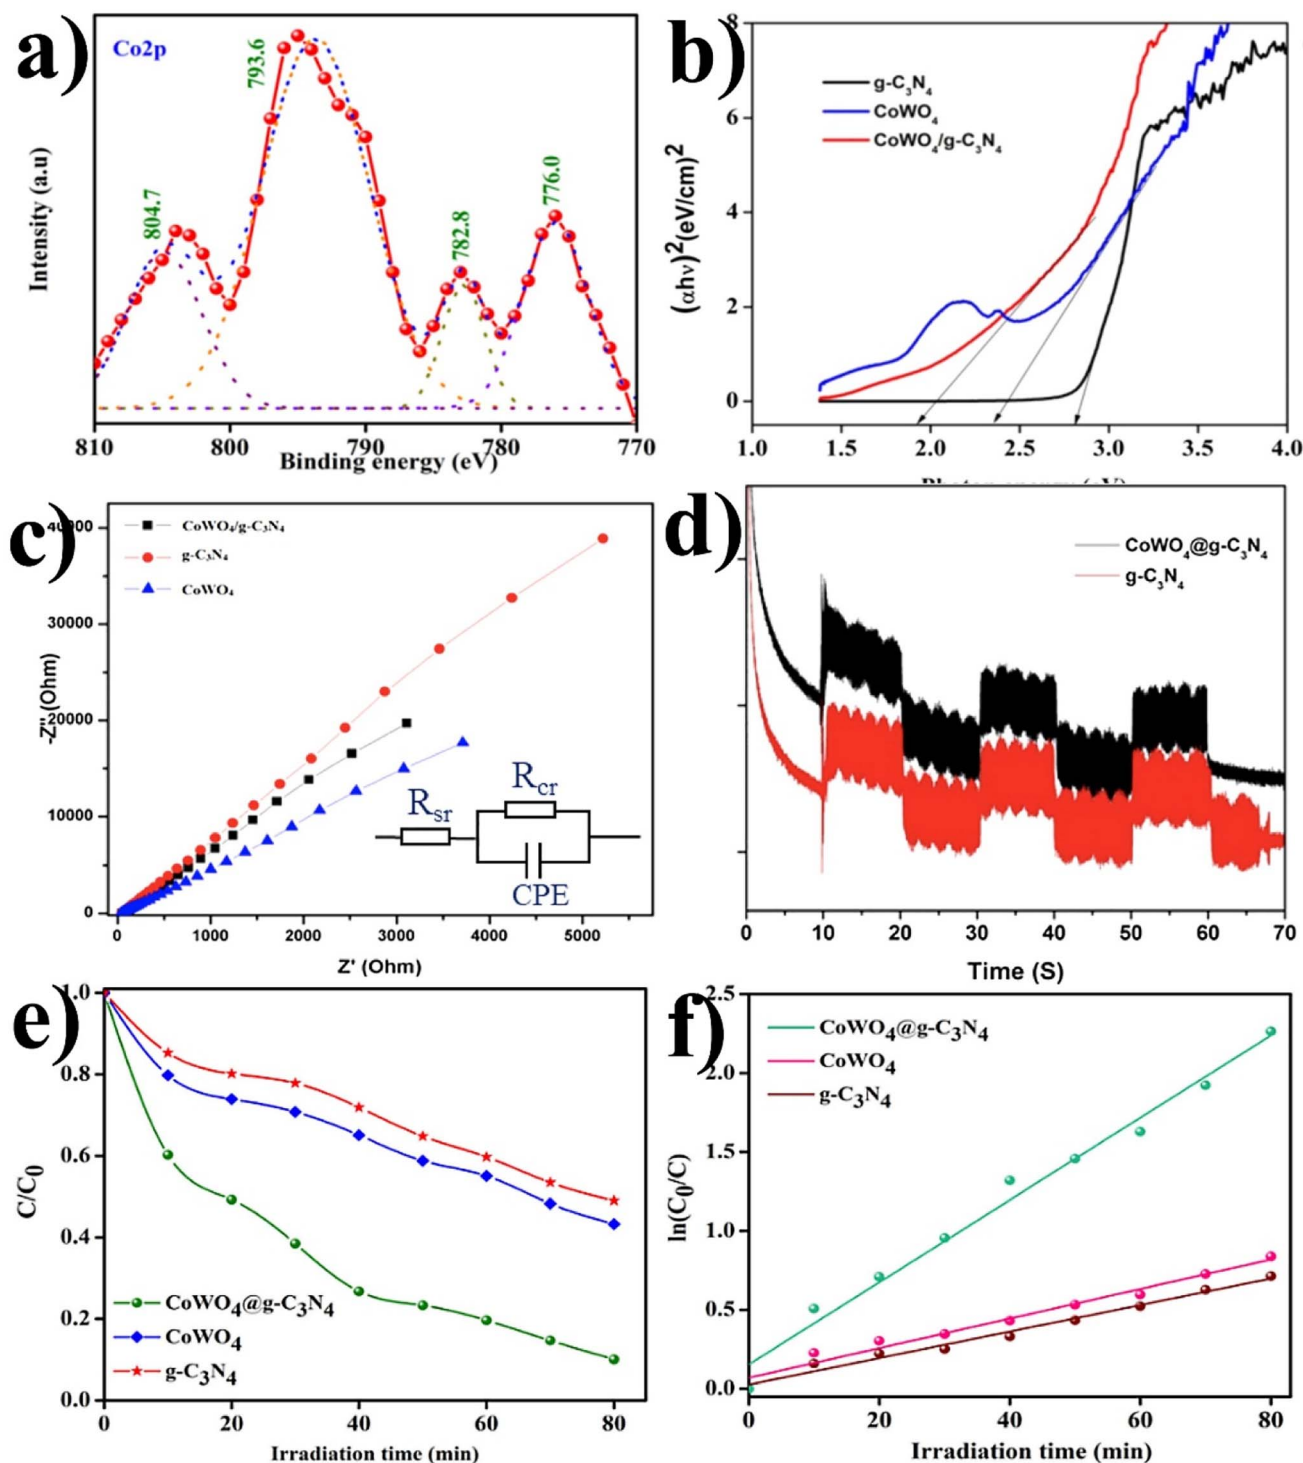 a)
Co2p
804.7
793.6
782.8
776.0
Intensity (a.u)
810
800
790
780
770
Binding energy (eV)
b)
g-C₃N₄
CoWO₄
CoWO₄/g-C₃N₄
(αhν)²(eV/cm)²
8
6
4
2
0
1.0
1.5
2.0
2.5
3.0
3.5
4.0
c)
CoWO₄/g-C₃N₄
g-C₃N₄
CoWO₄
-Z''(Ohm)
40000
30000
20000
10000
0
Rsr
Rcr
CPE
0
1000
2000
3000
4000
5000
Z' (Ohm)
d)
CoWO₄@g-C₃N₄
g-C₃N₄
0
10
20
30
40
50
60
70
Time (S)
e)
C/C₀
1.0
0.8
0.6
0.4
0.2
0.0
CoWO₄@g-C₃N₄
CoWO₄
g-C₃N₄
0
20
40
60
80
Irradiation time (min)
f)
ln(C₀/C)
2.5
2.0
1.5
1.0
0.5
0.0
CoWO₄@g-C₃N₄
CoWO₄
g-C₃N₄
0
20
40
60
80
Irradiation time (min)